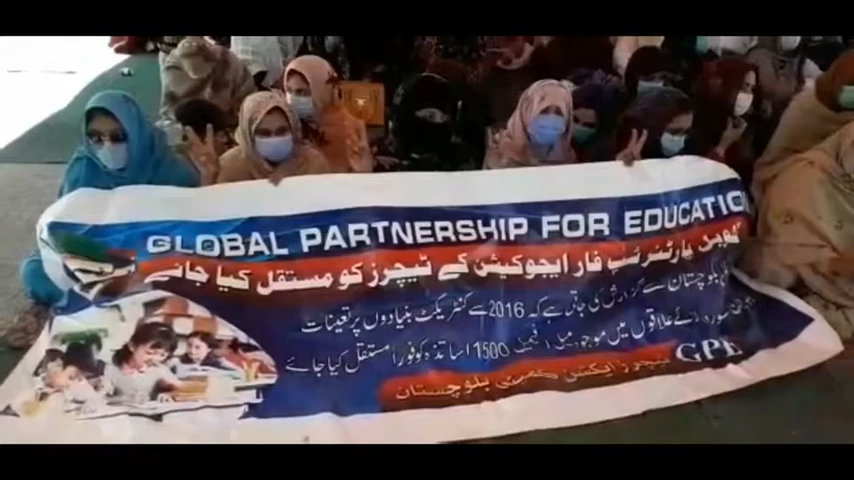 GLOBAL PARTNERSHIP FOR EDUCATION
گلوبل پارٹنرشپ فار ایجوکیشن کے ٹیچرز کو مستقل کیا جائے
بلوچستان سے گزارش کی جاتی ہے کہ 2016 سے کنٹریکٹ بنیادوں پر تعینات
علاقوں میں موجود فیمیل 1500 اساتذہ کو فوراً مستقل کیا جائے
GPE ٹیچرز ایکشن کمیٹی بلوچستان